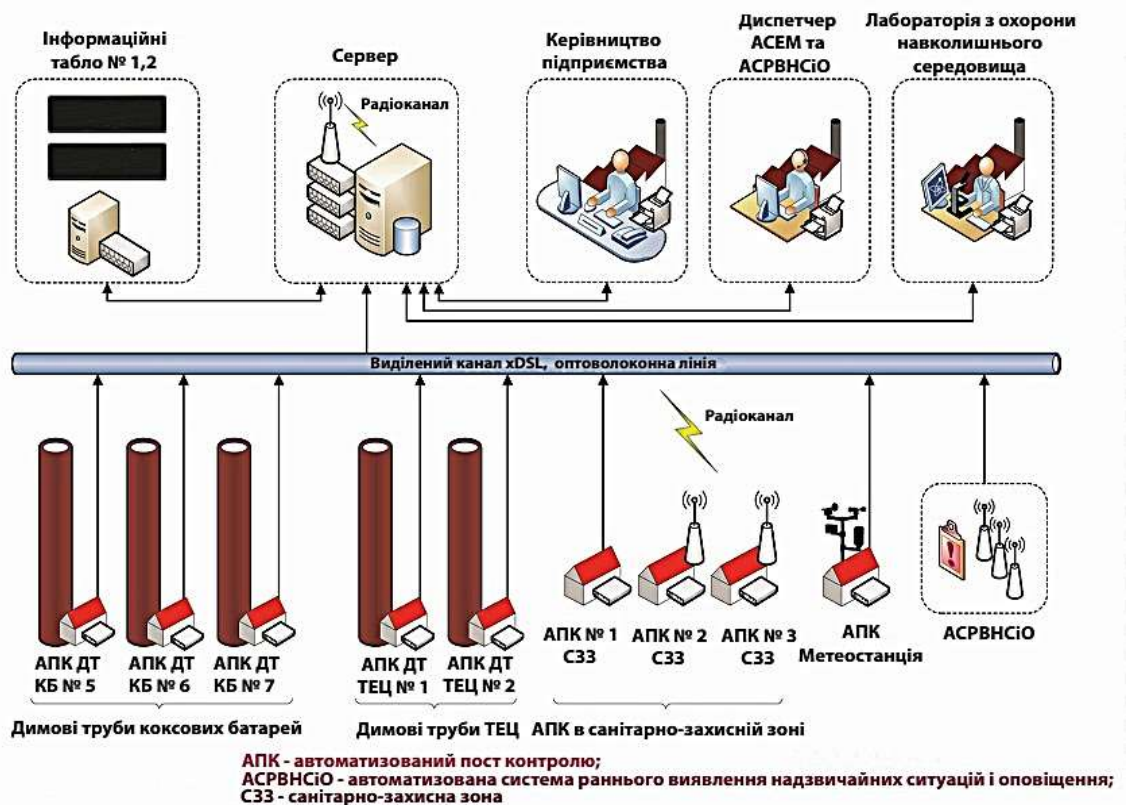 Інформаційні
табло № 1,2
Сервер
Керівництво
підприємства
Диспетчер
АСЕМ та
АСРВНСіО
Лабораторія з охорони
навколишнього
середовища
Радіоканал
Виділений канал xDSL, оптоволоконна лінія
Радіоканал
АПК ДТ
КБ № 5
АПК ДТ
КБ № 6
АПК ДТ
КБ № 7
АПК ДТ
ТЕЦ № 1
АПК ДТ
ТЕЦ № 2
АПК № 1
СЗЗ
АПК № 2
СЗЗ
АПК № 3
СЗЗ
АПК
Метеостанція
АСРВНСіО
Димові труби коксових батарей
Димові труби ТЕЦ
АПК в санітарно-захисній зоні
АПК - автоматизований пост контролю;
АСРВНСіО - автоматизована система раннього виявлення надзвичайних ситуацій і оповіщення;
СЗЗ - санітарно-захисна зона